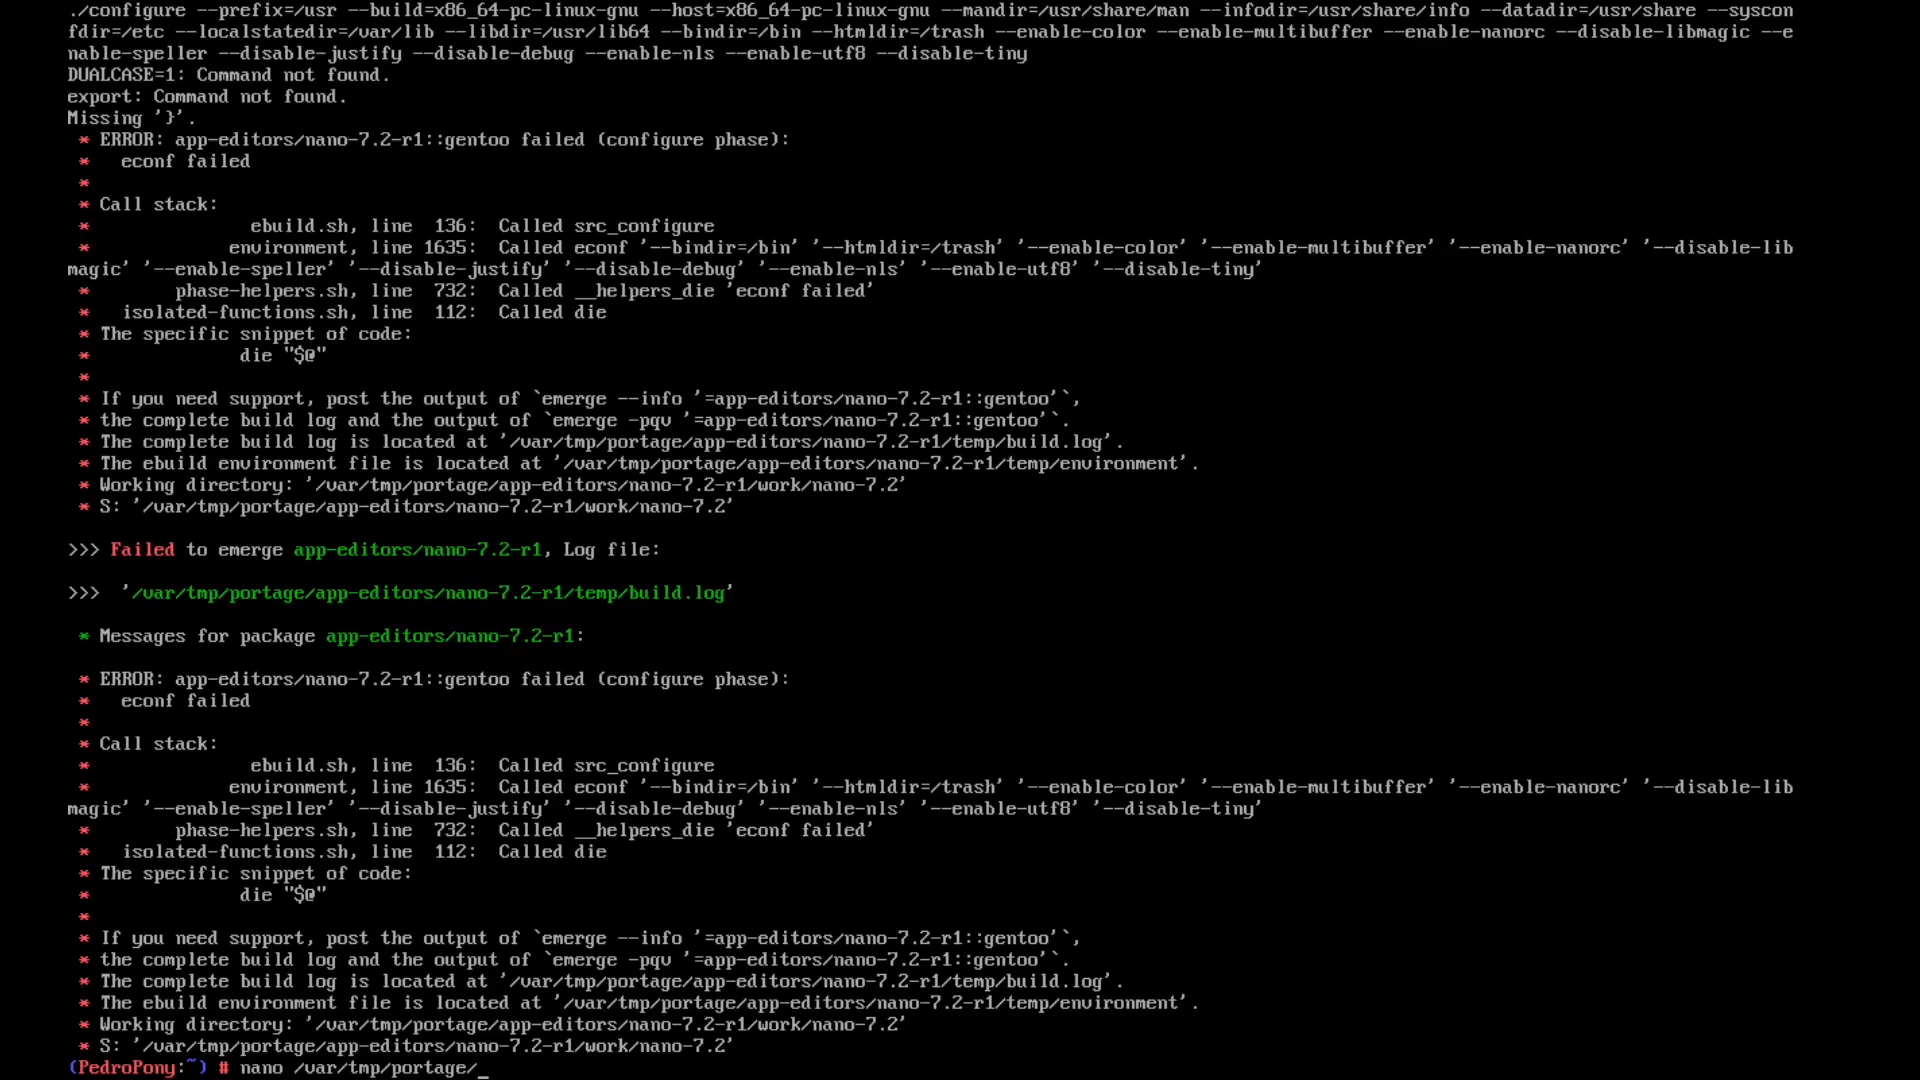 ./configure --prefix=/usr --build=x86_64-pc-linux-gnu --host=x86_64-pc-linux-gnu --mandir=/usr/share/man --infodir=/usr/share/info --datadir=/usr/share --syscon
fdir=/etc --localstatedir=/var/lib --libdir=/usr/lib64 --bindir=/bin --htmldir=/trash --enable-color --enable-multibuffer --enable-nanorc --disable-libmagic --e
nable-speller --disable-justify --disable-debug --enable-nls --enable-utf8 --disable-tiny
DUALCASE=1: Command not found.
export: Command not found.
Missing '}'.
 * ERROR: app-editors/nano-7.2-r1::gentoo failed (configure phase):
 *   econf failed
 *
 * Call stack:
 *               ebuild.sh, line  136:  Called src_configure
 *             environment, line 1635:  Called econf '--bindir=/bin' '--htmldir=/trash' '--enable-color' '--enable-multibuffer' '--enable-nanorc' '--disable-lib
magic' '--enable-speller' '--disable-justify' '--disable-debug' '--enable-nls' '--enable-utf8' '--disable-tiny'
 *        phase-helpers.sh, line  732:  Called __helpers_die 'econf failed'
 *   isolated-functions.sh, line  112:  Called die
 * The specific snippet of code:
 *              die "$@"
 *
 * If you need support, post the output of `emerge --info '=app-editors/nano-7.2-r1::gentoo'`,
 * the complete build log and the output of `emerge -pqv '=app-editors/nano-7.2-r1::gentoo'`.
 * The complete build log is located at '/var/tmp/portage/app-editors/nano-7.2-r1/temp/build.log'.
 * The ebuild environment file is located at '/var/tmp/portage/app-editors/nano-7.2-r1/temp/environment'.
 * Working directory: '/var/tmp/portage/app-editors/nano-7.2-r1/work/nano-7.2'
 * S: '/var/tmp/portage/app-editors/nano-7.2-r1/work/nano-7.2'
>>> Failed to emerge app-editors/nano-7.2-r1, Log file:
>>>  '/var/tmp/portage/app-editors/nano-7.2-r1/temp/build.log'
 * Messages for package app-editors/nano-7.2-r1:
 * ERROR: app-editors/nano-7.2-r1::gentoo failed (configure phase):
 *   econf failed
 *
 * Call stack:
 *               ebuild.sh, line  136:  Called src_configure
 *             environment, line 1635:  Called econf '--bindir=/bin' '--htmldir=/trash' '--enable-color' '--enable-multibuffer' '--enable-nanorc' '--disable-lib
magic' '--enable-speller' '--disable-justify' '--disable-debug' '--enable-nls' '--enable-utf8' '--disable-tiny'
 *        phase-helpers.sh, line  732:  Called __helpers_die 'econf failed'
 *   isolated-functions.sh, line  112:  Called die
 * The specific snippet of code:
 *              die "$@"
 *
 * If you need support, post the output of `emerge --info '=app-editors/nano-7.2-r1::gentoo'`,
 * the complete build log and the output of `emerge -pqv '=app-editors/nano-7.2-r1::gentoo'`.
 * The complete build log is located at '/var/tmp/portage/app-editors/nano-7.2-r1/temp/build.log'.
 * The ebuild environment file is located at '/var/tmp/portage/app-editors/nano-7.2-r1/temp/environment'.
 * Working directory: '/var/tmp/portage/app-editors/nano-7.2-r1/work/nano-7.2'
 * S: '/var/tmp/portage/app-editors/nano-7.2-r1/work/nano-7.2'
(PedroPony:~) # nano /var/tmp/portage/_